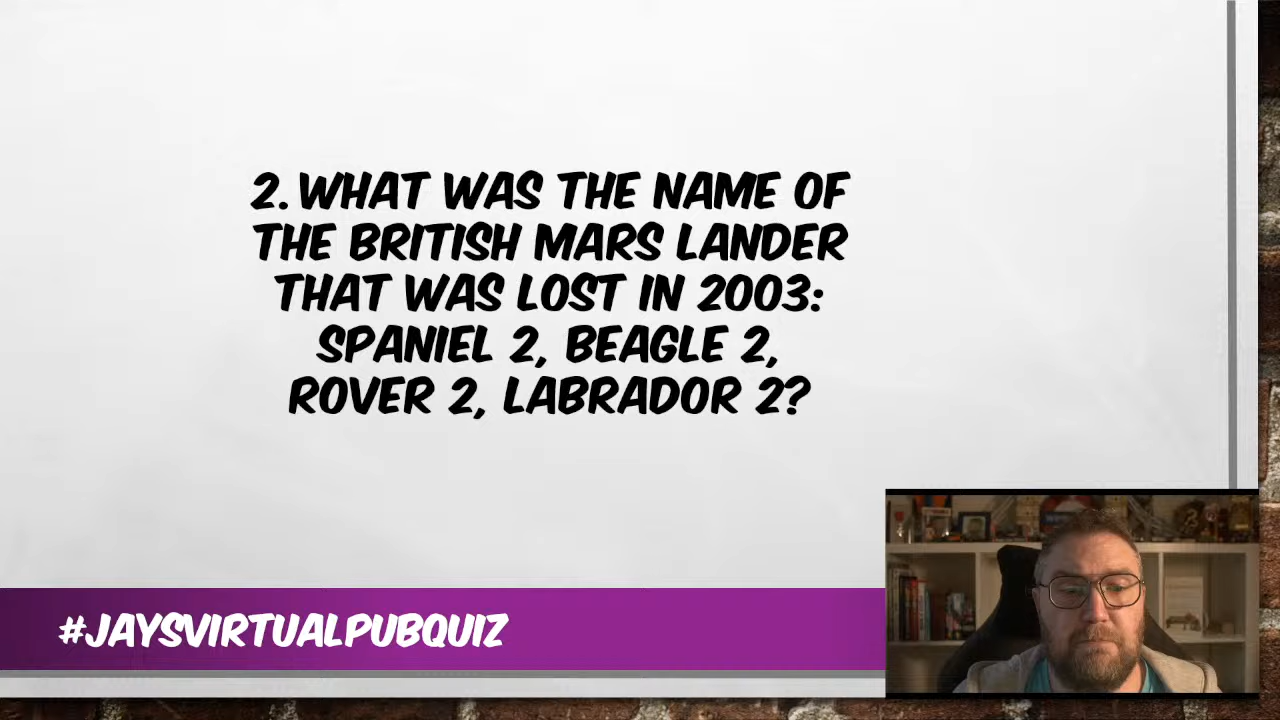 2. WHAT WAS THE NAME OF
THE BRITISH MARS LANDER
THAT WAS LOST IN 2003:
SPANIEL 2, BEAGLE 2,
ROVER 2, LABRADOR 2?
#JAYSVIRTUALPUBQUIZ